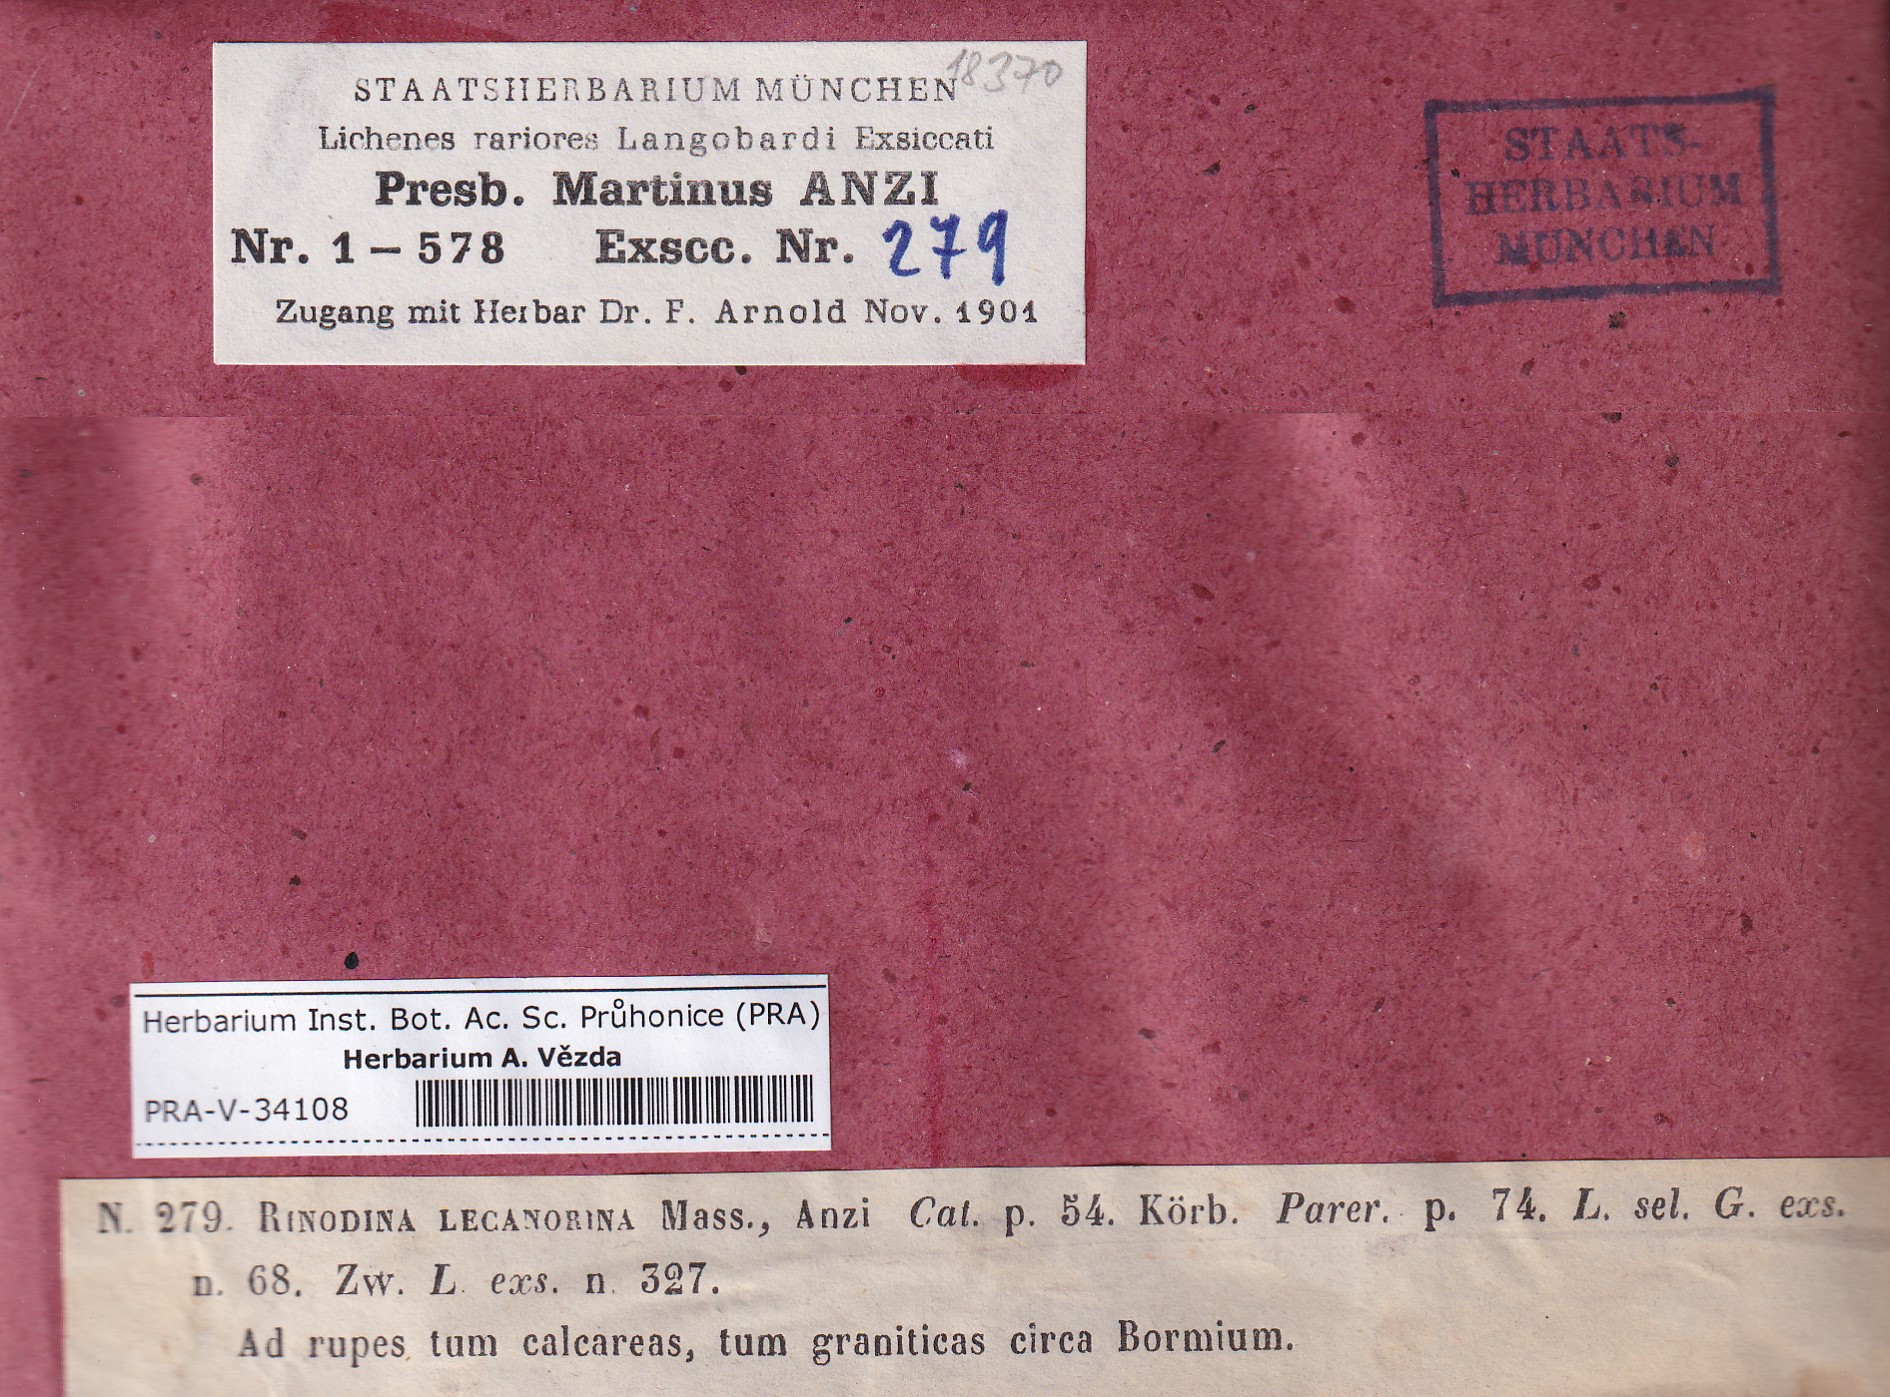 18370
STAATSHERBARIUM MÜNCHEN
Lichenes rariores Langobardi Exsiccati
Presb. Martinus ANZI
Nr. 1 – 578 Exscc. Nr. 279
Zugang mit Herbar Dr. F. Arnold Nov. 1901
STAATS-
HERBARIUM
MÜNCHEN
Herbarium Inst. Bot. Ac. Sc. Průhonice (PRA)
Herbarium A. Vězda
PRA-V-34108
N. 279. RINODINA LECANORINA Mass., Anzi Cat. p. 54. Körb. Parer. p. 74. L. sel. G. exs.
n. 68. Zw. L. exs. n. 327.
Ad rupes tum calcareas, tum graniticas circa Bormium.